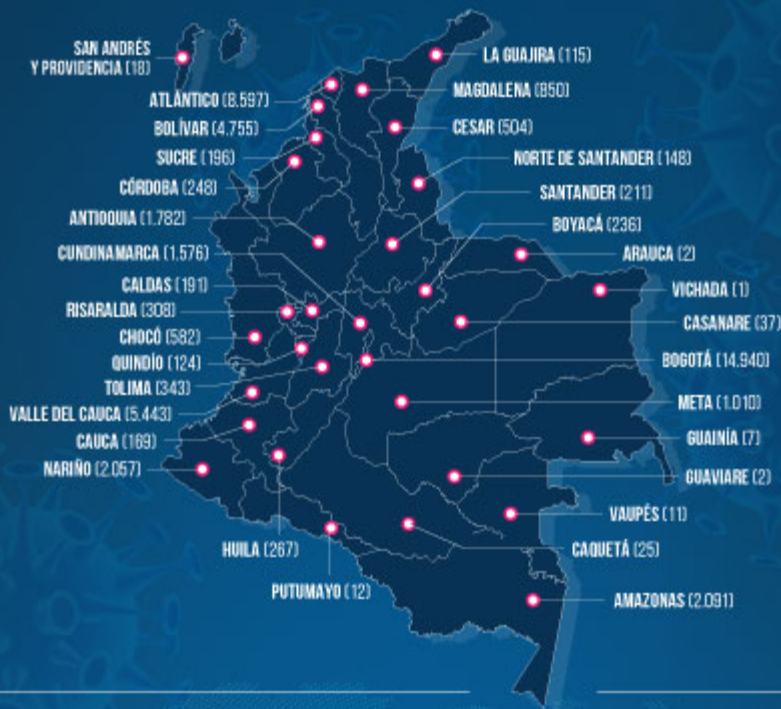 SAN ANDRÉS
Y PROVIDENCIA (18)
LA GUAJIRA (115)
ATLÁNTICO (8.597)
MAGDALENA (850)
BOLÍVAR (4.755)
CESAR (504)
SUCRE (196)
NORTE DE SANTANDER (148)
CÓRDOBA (248)
SANTANDER (211)
ANTIOQUIA (1.782)
BOYACÁ (236)
CUNDINAMARCA (1.576)
ARAUCA (2)
CALDAS (191)
VICHADA (1)
RISARALDA (308)
CASANARE (37)
CHOCÓ (582)
BOGOTÁ (14.940)
QUINDÍO (124)
TOLIMA (343)
META (1.010)
VALLE DEL CAUCA (5.443)
CAUCA (169)
GUAINÍA (7)
NARIÑO (2.057)
GUAVIARE (2)
VAUPÉS (11)
HUILA (267)
CAQUETÁ (25)
PUTUMAYO (12)
AMAZONAS (2.091)